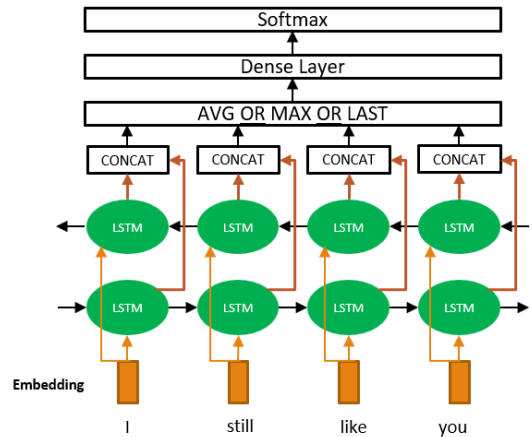 Softmax
Dense Layer
AVG OR MAX OR LAST
CONCAT CONCAT CONCAT CONCAT
LSTM LSTM LSTM LSTM
LSTM LSTM LSTM LSTM
Embedding
I still like you